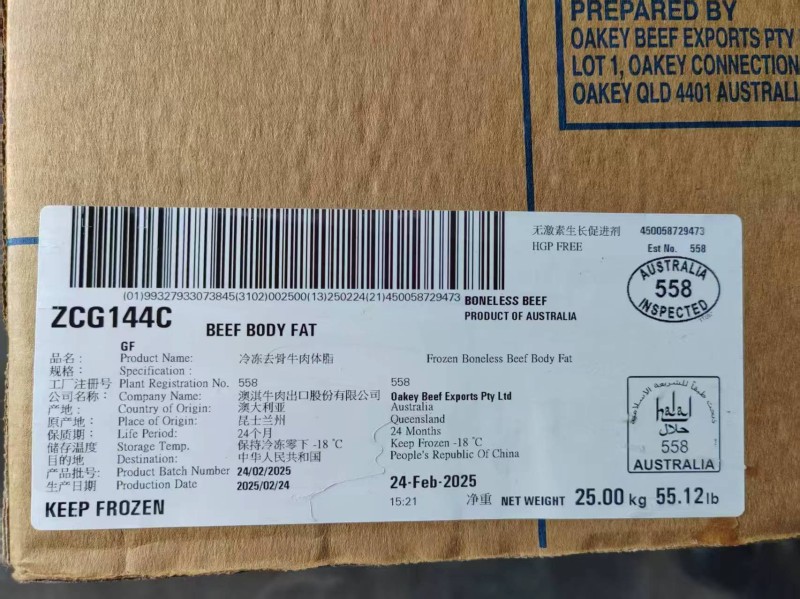 PREPARED BY
OAKEY BEEF EXPORTS PTY
LOT 1, OAKEY CONNECTION
OAKEY QLD 4401 AUSTRALI
无激素生长促进剂 450058729473
HGP FREE Est No. 558
AUSTRALIA
558
INSPECTED
(01)99327933073845(3102)002500(13)250224(21)450058729473
BONELESS BEEF
PRODUCT OF AUSTRALIA
ZCG144C BEEF BODY FAT
GF
品名: Product Name: 冷冻去骨牛肉体脂 Frozen Boneless Beef Body Fat
规格: Specification :
工厂注册号 Plant Registration No. 558 558
公司名称: Company Name: 澳淇牛肉出口股份有限公司 Oakey Beef Exports Pty Ltd
产地: Country of Origin: 澳大利亚 Australia
原产地: Place of Origin: 昆士兰州 Queensland
保质期: Life Period: 24个月 24 Months
储存温度 Storage Temp. 保持冷冻零下 -18 ℃ Keep Frozen -18 ℃
目的地 Destination: 中华人民共和国 People's Republic Of China
产品批号: Product Batch Number 24/02/2025
生产日期 Production Date 2025/02/24 24-Feb-2025
KEEP FROZEN
15:21 净重 NET WEIGHT 25.00 kg 55.12lb
halal
حلال
558
AUSTRALIA